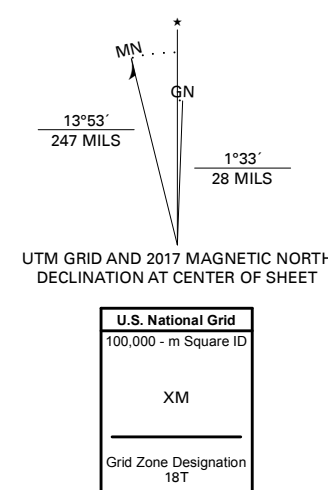 ★
MN
GN
13°53´
247 MILS
1°33´
28 MILS
UTM GRID AND 2017 MAGNETIC NORTH
DECLINATION AT CENTER OF SHEET
U.S. National Grid
100,000 - m Square ID
XM
Grid Zone Designation
18T